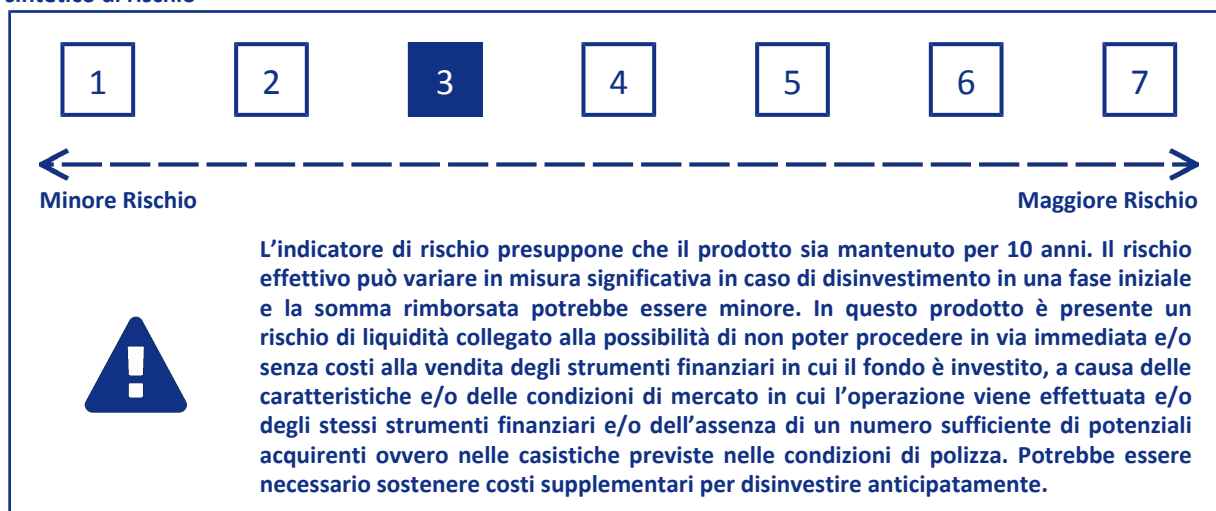 sintetico di rischio
1 2 3 4 5 6 7
Minore Rischio Maggiore Rischio
L’indicatore di rischio presuppone che il prodotto sia mantenuto per 10 anni. Il rischio
effettivo può variare in misura significativa in caso di disinvestimento in una fase iniziale
e la somma rimborsata potrebbe essere minore. In questo prodotto è presente un
rischio di liquidità collegato alla possibilità di non poter procedere in via immediata e/o
senza costi alla vendita degli strumenti finanziari in cui il fondo è investito, a causa delle
caratteristiche e/o delle condizioni di mercato in cui l’operazione viene effettuata e/o
degli stessi strumenti finanziari e/o dell’assenza di un numero sufficiente di potenziali
acquirenti ovvero nelle casistiche previste nelle condizioni di polizza. Potrebbe essere
necessario sostenere costi supplementari per disinvestire anticipatamente.